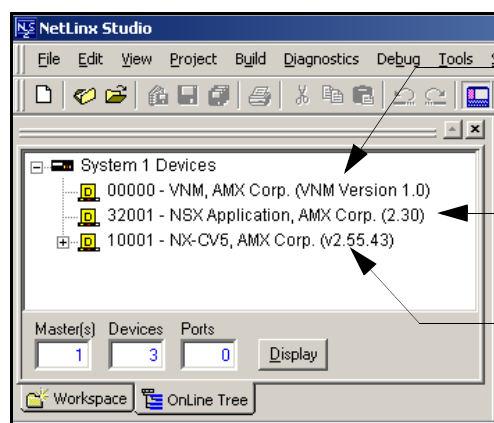 NetLinx Studio
File Edit View Project Build Diagnostics Debug Tools
System 1 Devices
00000 - VNM, AMX Corp. (VNM Version 1.0)
32001 - NSX Application, AMX Corp. (2.30)
10001 - NX-CV5, AMX Corp. (v2.55.43)
Master(s) Devices Ports
1 3 0 Display
Workspace OnLine Tree